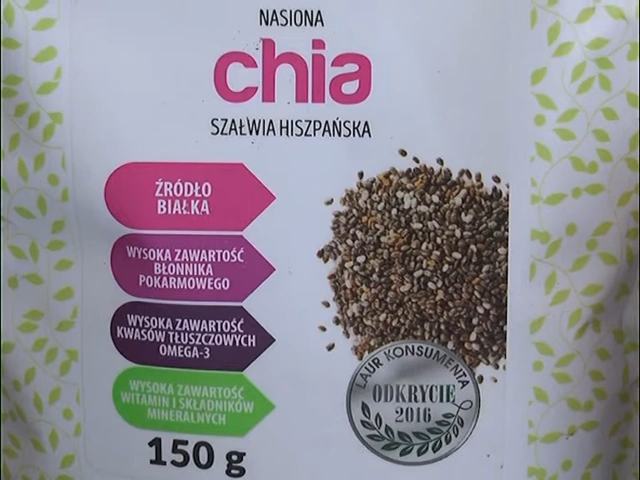 NASIONA
chia
SZAŁWIA HISZPAŃSKA
ŹRÓDŁO
BIAŁKA
WYSOKA ZAWARTOŚĆ
BŁONNIKA
POKARMOWEGO
WYSOKA ZAWARTOŚĆ
KWASÓW TŁUSZCZOWYCH
OMEGA-3
WYSOKA ZAWARTOŚĆ
WITAMIN I SKŁADNIKÓW
MINERALNYCH
150 g
LAUR KONSUMENTA
ODKRYCIE
2016